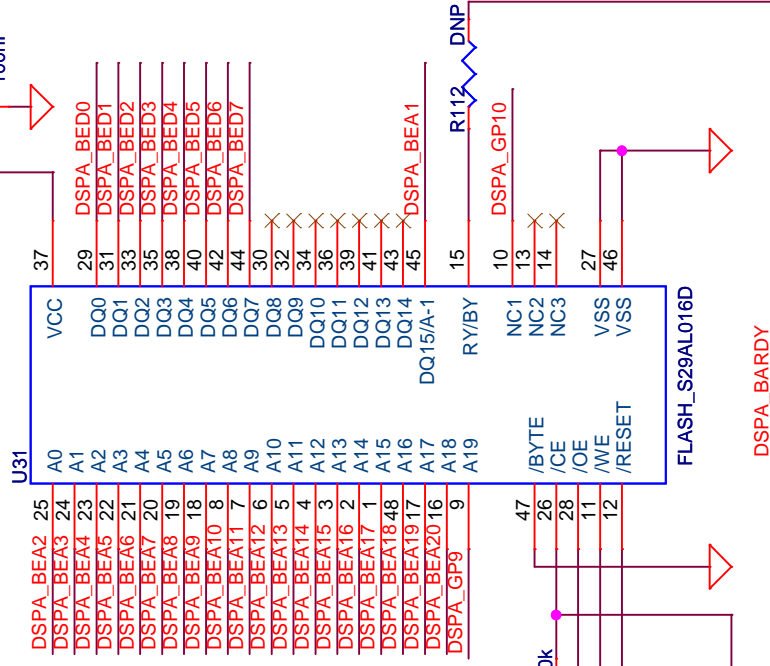 DNP
R112
DSPA_BED0
DSPA_BED1
DSPA_BED2
DSPA_BED3
DSPA_BED4
DSPA_BED5
DSPA_BED6
DSPA_BED7
DSPA_BEA1
DSPA_GP10
37
29
31
33
35
38
40
42
44
30
32
34
36
39
41
43
45
15
10
13
14
27
46
VCC
DQ0
DQ1
DQ2
DQ3
DQ4
DQ5
DQ6
DQ7
DQ8
DQ9
DQ10
DQ11
DQ12
DQ13
DQ14
DQ15/A-1
RY/BY
NC1
NC2
NC3
VSS
VSS
FLASH_S29AL016D
DSPA_BARDY
U31
A0
A1
A2
A3
A4
A5
A6
A7
A8
A9
A10
A11
A12
A13
A14
A15
A16
A17
A18
A19
/BYTE
/CE
/OE
/WE
/RESET
25
24
23
22
21
20
19
18
8
7
6
5
4
3
2
1
48
17
16
9
47
26
28
11
12
DSPA_BEA2
DSPA_BEA3
DSPA_BEA4
DSPA_BEA5
DSPA_BEA6
DSPA_BEA7
DSPA_BEA8
DSPA_BEA9
DSPA_BEA10
DSPA_BEA11
DSPA_BEA12
DSPA_BEA13
DSPA_BEA14
DSPA_BEA15
DSPA_BEA16
DSPA_BEA17
DSPA_BEA18
DSPA_BEA19
DSPA_BEA20
DSPA_GP9
0k